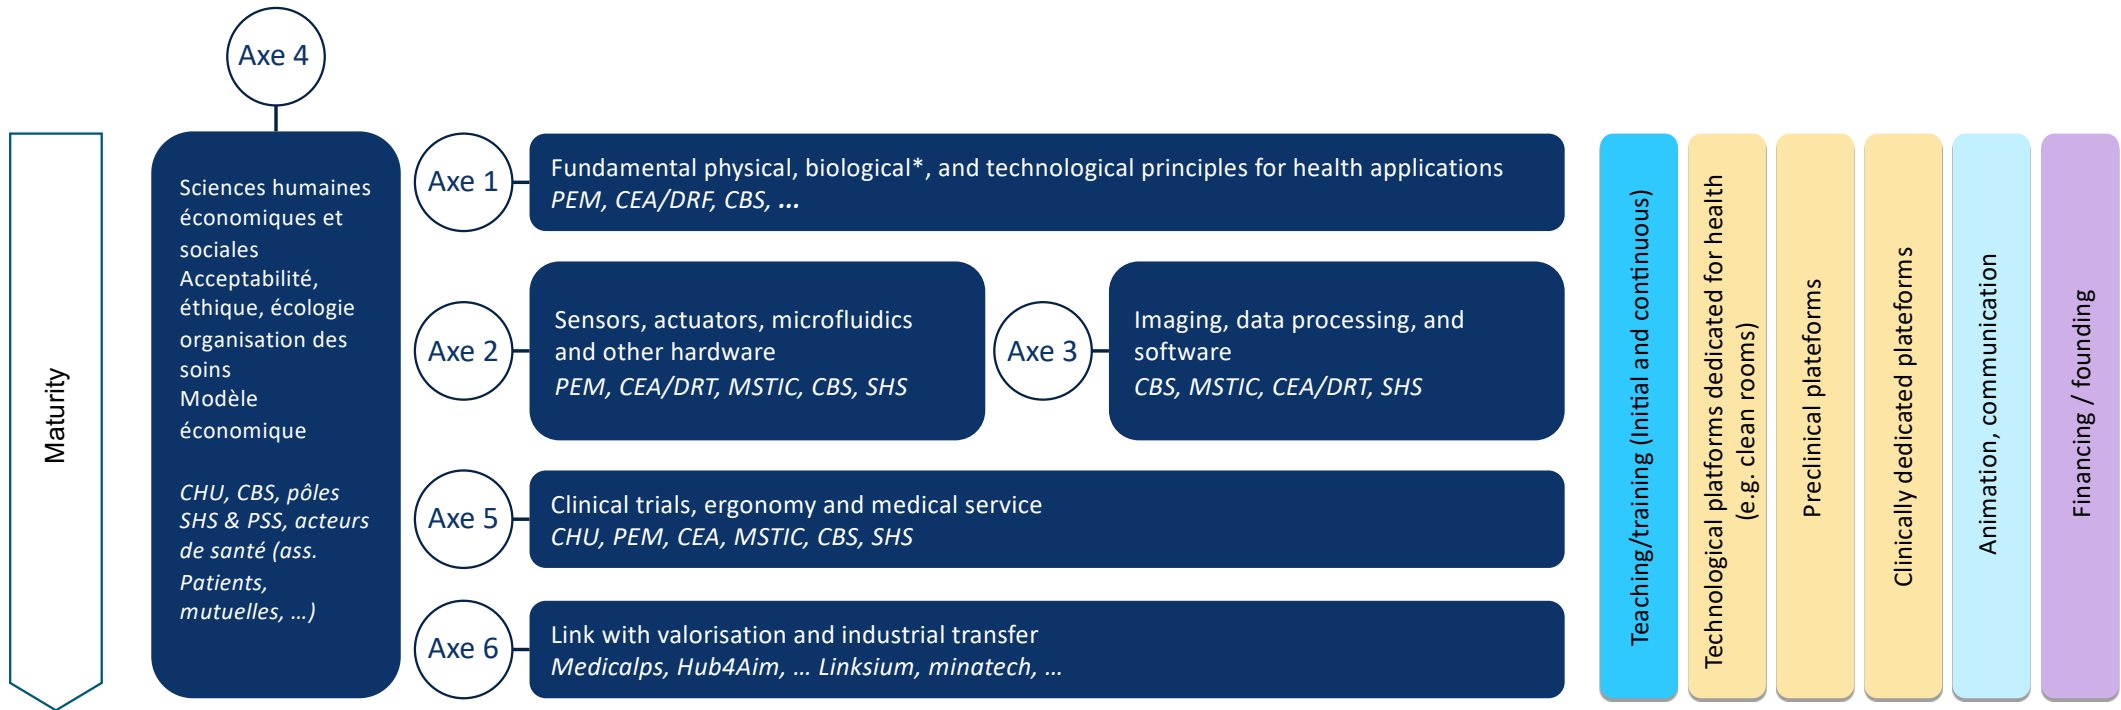 Axe 4
Maturity
Sciences humaines
économiques et
sociales
Acceptabilité,
éthique, écologie
organisation des
soins
Modèle
économique
CHU, CBS, pôles
SHS & PSS, acteurs
de santé (ass.
Patients,
mutuelles, ...)
Axe 1
Fundamental physical, biological*, and technological principles for health applications
PEM, CEA/DRF, CBS, ...
Axe 2
Sensors, actuators, microfluidics
and other hardware
PEM, CEA/DRT, MSTIC, CBS, SHS
Axe 3
Imaging, data processing, and
software
CBS, MSTIC, CEA/DRT, SHS
Axe 5
Clinical trials, ergonomy and medical service
CHU, PEM, CEA, MSTIC, CBS, SHS
Axe 6
Link with valorisation and industrial transfer
Medicalps, Hub4Aim, ... Linksium, minatech, ...
Teaching/training (Initial and continuous)
Technological platforms dedicated for health
(e.g. clean rooms)
Preclinical plateforms
Clinically dedicated plateforms
Animation, communication
Financing / founding